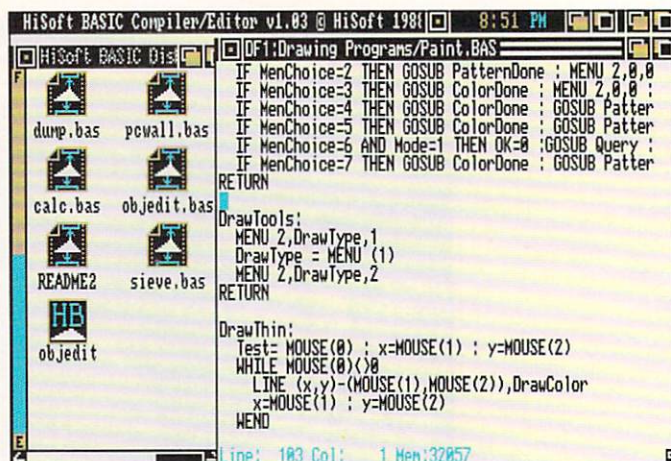 HiSoft BASIC Compiler/Editor v1.03 @ HiSoft 198 8:51 PM
HiSoft BASIC Dis
F
dump.bas pcwall.bas
calc.bas objedit.bas
README2 sieve.bas
HB
objedit
E
DF1:Drawing Programs/Paint.BAS
IF MenChoice=2 THEN GOSUB PatternDone : MENU 2,0,0
IF MenChoice=3 THEN GOSUB ColorDone : MENU 2,0,0 :
IF MenChoice=4 THEN GOSUB ColorDone : GOSUB Patter
IF MenChoice=5 THEN GOSUB ColorDone : GOSUB Patter
IF MenChoice=6 AND Mode=1 THEN OK=0 :GOSUB Query :
IF MenChoice=7 THEN GOSUB ColorDone : GOSUB Patter
RETURN
DrawTools:
MENU 2,DrawType,1
DrawType = MENU (1)
MENU 2,DrawType,2
RETURN
DrawThin:
Test= MOUSE(0) : x=MOUSE(1) : y=MOUSE(2)
WHILE MOUSE(0)<>0
LINE (x,y)-(MOUSE(1),MOUSE(2)),DrawColor
x=MOUSE(1) : y=MOUSE(2)
WEND
Line: 103 Col: 1 Mem:32057